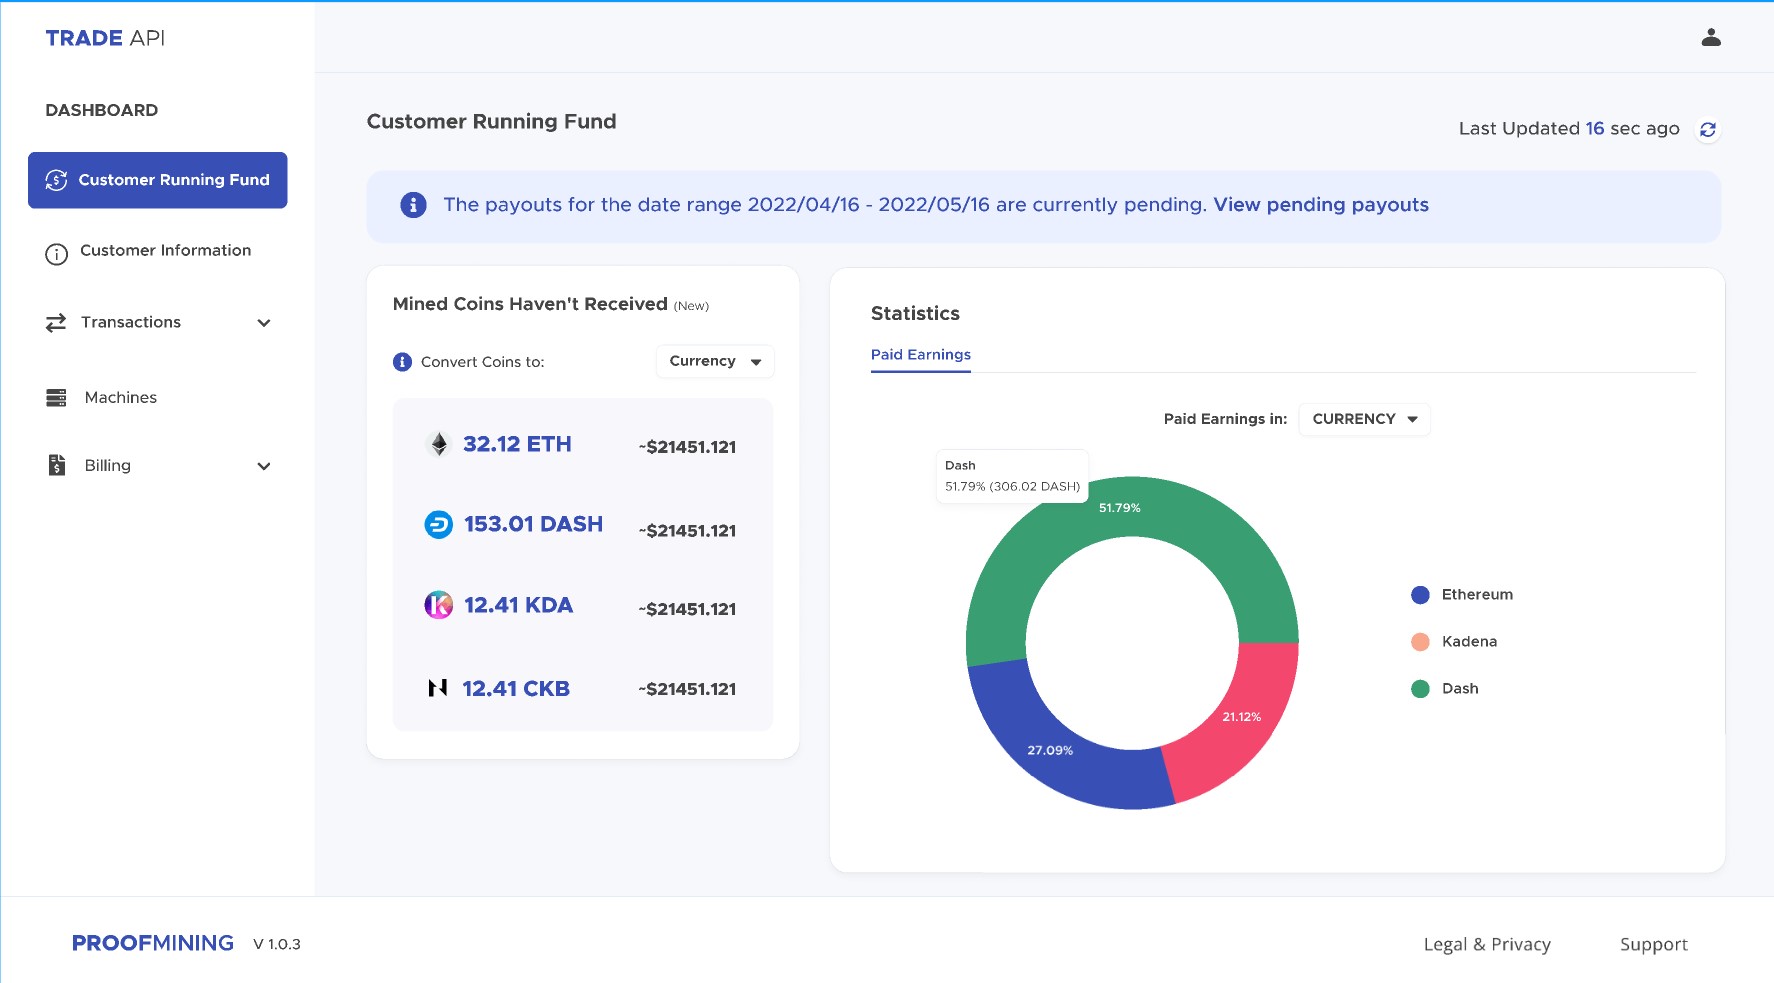 TRADE API
DASHBOARD
Customer Running Fund
Customer Information
Transactions
Machines
Billing
Customer Running Fund
Last Updated 16 sec ago
The payouts for the date range 2022/04/16 - 2022/05/16 are currently pending. View pending payouts
Mined Coins Haven't Received (New)
Convert Coins to: Currency
32.12 ETH ~$21451.121
153.01 DASH ~$21451.121
12.41 KDA ~$21451.121
12.41 CKB ~$21451.121
Statistics
Paid Earnings
Paid Earnings in: CURRENCY
Dash
51.79% (306.02 DASH)
51.79%
21.12%
27.09%
Ethereum
Kadena
Dash
PROOFMINING V 1.0.3
Legal & Privacy Support